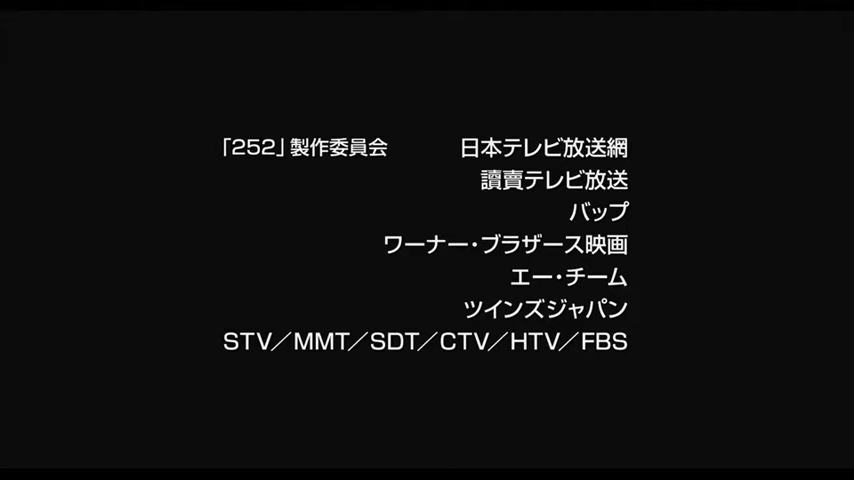 「252」製作委員会 日本テレビ放送網
讀賣テレビ放送
バップ
ワーナー・ブラザース映画
エー・チーム
ツインズジャパン
STV／MMT／SDT／CTV／HTV／FBS